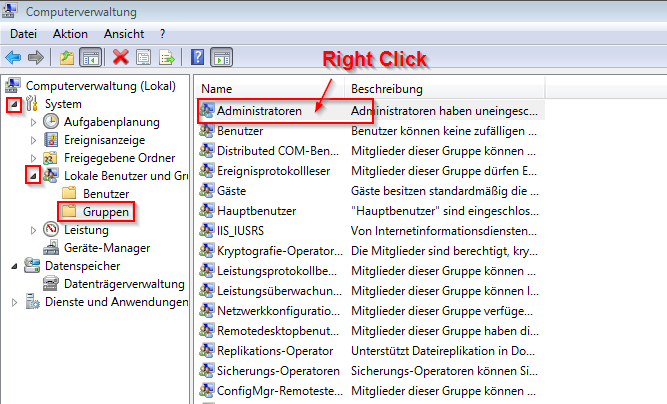 Computerverwaltung
Datei Aktion Ansicht ?
Right Click
Computerverwaltung (Lokal)
System
Aufgabenplanung
Ereignisanzeige
Freigegebene Ordner
Lokale Benutzer und Gru
Benutzer
Gruppen
Leistung
Geräte-Manager
Datenspeicher
Datenträgerverwaltung
Dienste und Anwendungen
Name Beschreibung
Administratoren Administratoren haben uneingesc...
Benutzer Benutzer können keine zufälligen ...
Distributed COM-Ben... Mitglieder dieser Gruppe können ...
Ereignisprotokollleser Mitglieder dieser Gruppe dürfen E...
Gäste Gäste besitzen standardmäßig die ...
Hauptbenutzer "Hauptbenutzer" sind eingeschlos...
IIS_IUSRS Von Internetinformationsdiensten...
Kryptografie-Operator... Die Mitglieder sind berechtigt, kry...
Leistungsprotokollbe... Mitglieder dieser Gruppe können ...
Leistungsüberwachun... Mitglieder dieser Gruppe können l...
Netzwerkkonfiguratio... Mitglieder dieser Gruppe verfüge...
Remotedesktopbenut... Mitglieder dieser Gruppe haben di...
Replikations-Operator Unterstützt Dateireplikation in Do...
Sicherungs-Operatoren Sicherungs-Operatoren können Si...
ConfigMgr-Remoteste... Mitglieder dieser Gruppe können ...